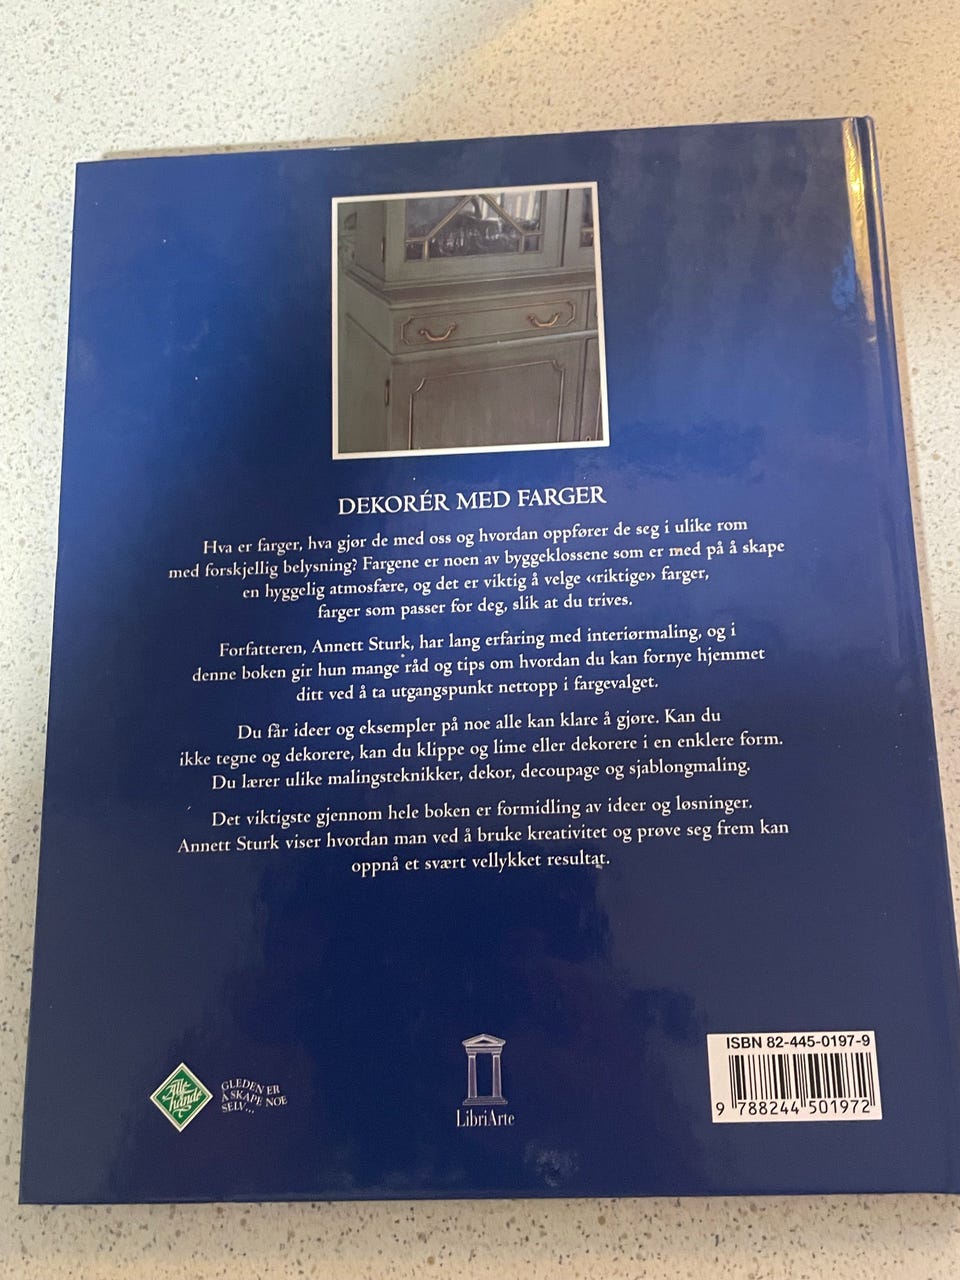 DEKORÉR MED FARGER
Hva er farger, hva gjør de med oss og hvordan oppfører de seg i ulike rom
med forskjellig belysning? Fargene er noen av byggeklossene som er med på å skape
en hyggelig atmosfære, og det er viktig å velge «riktige» farger,
farger som passer for deg, slik at du trives.
Forfatteren, Annett Sturk, har lang erfaring med interiørmaling, og i
denne boken gir hun mange råd og tips om hvordan du kan fornye hjemmet
ditt ved å ta utgangspunkt nettopp i fargevalget.
Du får ideer og eksempler på noe alle kan klare å gjøre. Kan du
ikke tegne og dekorere, kan du klippe og lime eller dekorere i en enklere form.
Du lærer ulike malingsteknikker, dekor, decoupage og sjablongmaling.
Det viktigste gjennom hele boken er formidling av ideer og løsninger.
Annett Sturk viser hvordan man ved å bruke kreativitet og prøve seg frem kan
oppnå et svært vellykket resultat.
Alle
hånde
GLEDEN ER
Å SKAPE NOE
SELV...
LibriArte
ISBN 82-445-0197-9
9 788244 501972